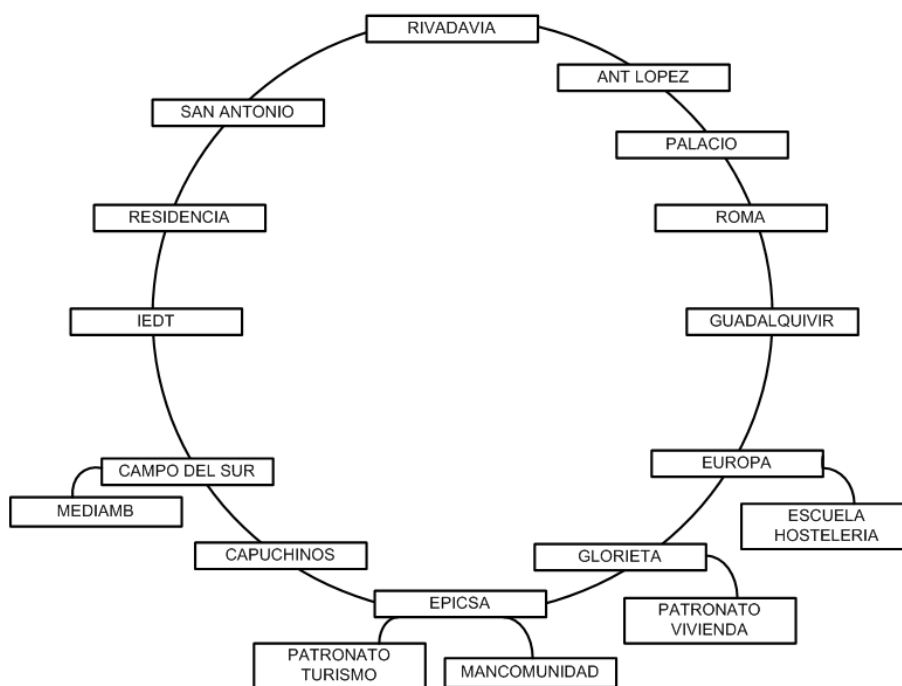 RIVADAVIA
ANT LOPEZ
SAN ANTONIO
PALACIO
RESIDENCIA
ROMA
IEDT
GUADALQUIVIR
CAMPO DEL SUR
EUROPA
MEDIAMB
ESCUELA
HOSTELERIA
CAPUCHINOS
GLORIETA
EPICSA
PATRONATO
VIVIENDA
PATRONATO
TURISMO
MANCOMUNIDAD